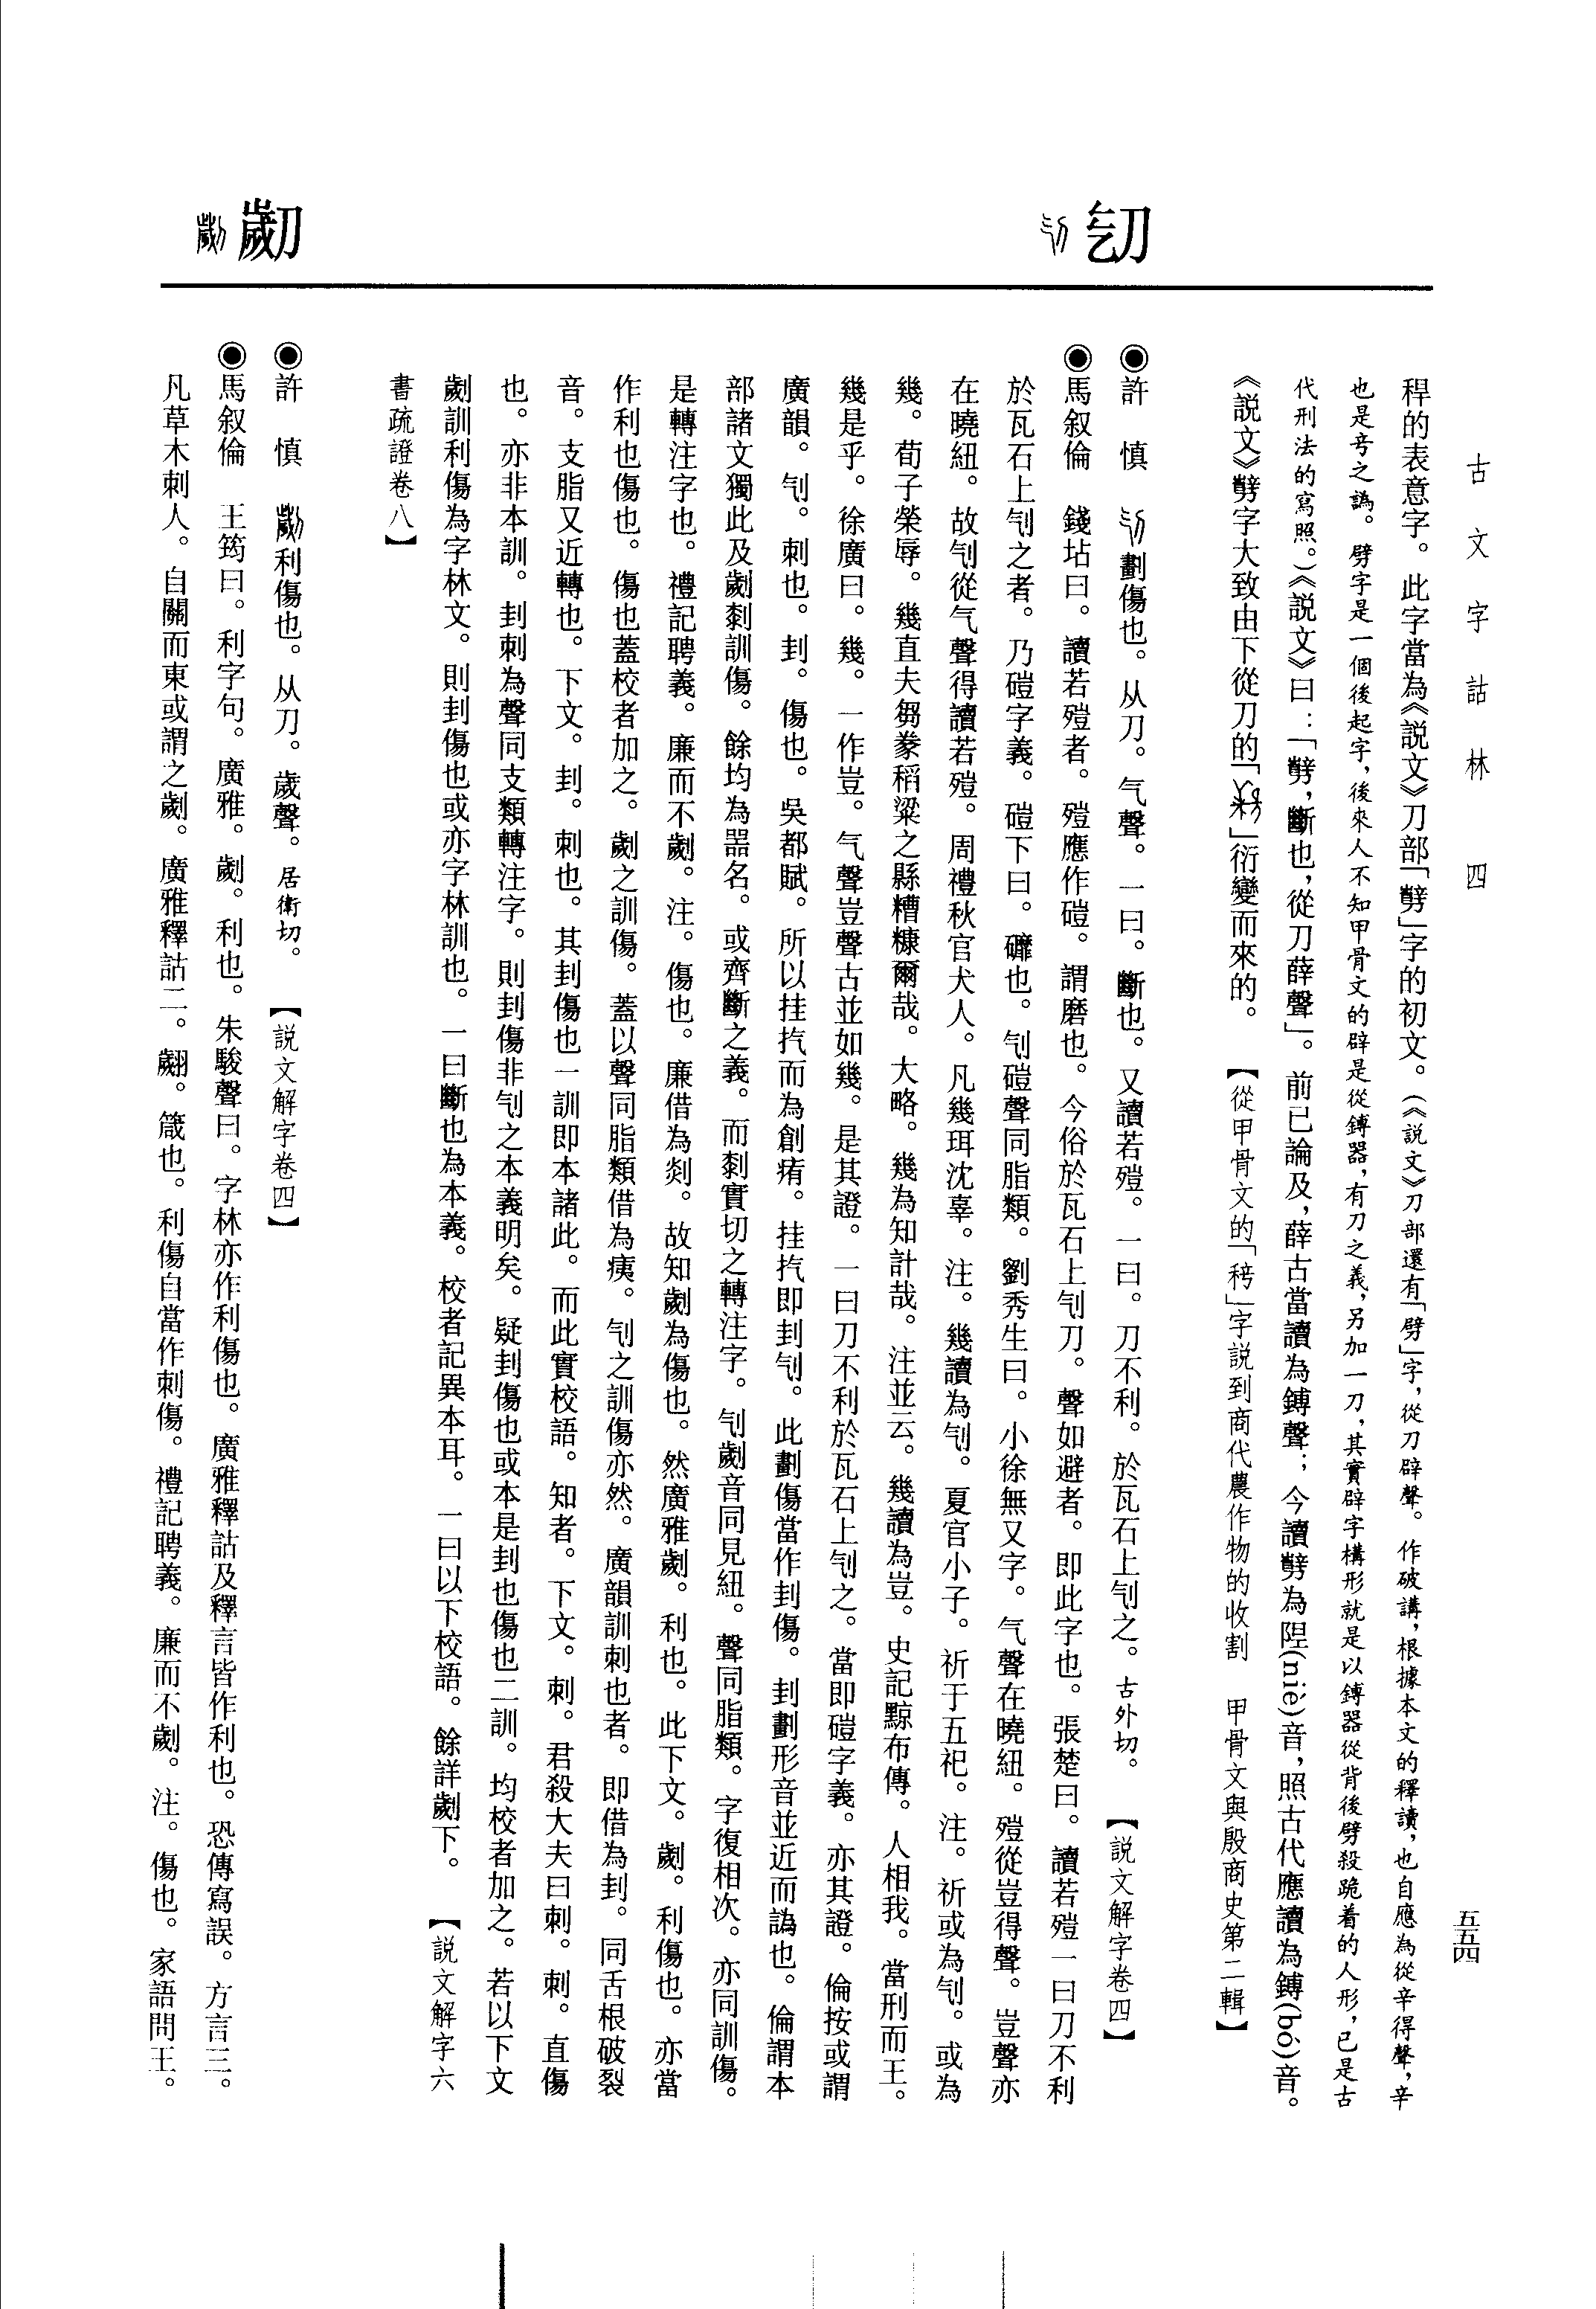 古文字詁林 四
五五四
刏
劌
稈的表意字。此字當為《説文》刀部「㔎」字的初文。(《説文》刀部還有「劈」字,從刀辟聲。作破講,根據本文的釋讀,也自應為從辛得聲,辛
也是䇂之譌。劈字是一個後起字,後來人不知甲骨文的辟是從鎛器,有刀之義,另加一刀,其實辟字構形就是以鎛器從背後劈殺跪着的人形,已是古
代刑法的寫照。)《説文》曰:「㔎,斷也,從刀薛聲」。前已論及,薛古當讀為鎛聲;今讀㔎為隉(niè)音,照古代應讀為鎛(bó)音。
《説文》㔎字大致由下從刀的「」衍變而來的。 【從甲骨文的「」字説到商代農作物的收割 甲骨文與殷商史第二輯】
◉許 慎 劃傷也。从刀。气聲。一曰。斷也。又讀若殪。一曰。刀不利。於瓦石上刏之。古外切。 【説文解字卷四】
◉馬叙倫 錢坫曰。讀若殪者。殪應作磑。謂磨也。今俗於瓦石上刏刀。聲如避者。即此字也。張楚曰。讀若殪一曰刀不利
於瓦石上刏之者。乃磑字義。磑下曰。䃺也。刏磑聲同脂類。劉秀生曰。小徐無又字。气聲在曉紐。殪從豈得聲。豈聲亦
在曉紐。故刏從气聲得讀若殪。周禮秋官犬人。凡幾珥沈辜。注。幾讀為刏。夏官小子。祈于五祀。注。祈或為刏。或為
幾。荀子榮辱。幾直夫芻豢稻粱之縣糟糠爾哉。大略。幾為知計哉。注並云。幾讀為豈。史記黥布傳。人相我。當刑而王。
幾是乎。徐廣曰。幾。一作豈。气聲豈聲古並如幾。是其證。一曰刀不利於瓦石上刏之。當即磑字義。亦其證。倫按或謂
廣韻。刏。刺也。刲。傷也。吳都賦。所以挂扢而為創痏。挂扢即刲刏。此劃傷當作刲傷。刲劃形音並近而譌也。倫謂本
部諸文獨此及劌剺訓傷。餘均為噐名。或齊斷之義。而剺實切之轉注字。刏劌音同見紐。聲同脂類。字復相次。亦同訓傷。
是轉注字也。禮記聘義。廉而不劌。注。傷也。廉借為剡。故知劌為傷也。然廣雅劌。利也。此下文。劌。利傷也。亦當
作利也傷也。傷也蓋校者加之。劌之訓傷。蓋以聲同脂類借為痍。刏之訓傷亦然。廣韻訓刺也者。即借為刲。同舌根破裂
音。支脂又近轉也。下文。刲。刺也。其刲傷也一訓即本諸此。而此實校語。知者。下文。刺。君殺大夫曰刺。刺。直傷
也。亦非本訓。刲刺為聲同支類轉注字。則刲傷非刏之本義明矣。疑刲傷也或本是刲也傷也二訓。均校者加之。若以下文
劌訓利傷為字林文。則刲傷也或亦字林訓也。一曰斷也為本義。校者記異本耳。一曰以下校語。餘詳劌下。 【説文解字六
書疏證卷八】
◉許 慎 利傷也。从刀。歲聲。居衛切。 【説文解字卷四】
◉馬叙倫 王筠曰。利字句。廣雅。劌。利也。朱駿聲曰。字林亦作利傷也。廣雅釋詁及釋言皆作利也。恐傳寫誤。方言三。
凡草木刺人。自關而東或謂之劌。廣雅釋詁二。翽。箴也。利傷自當作刺傷。禮記聘義。廉而不劌。注。傷也。家語問王。